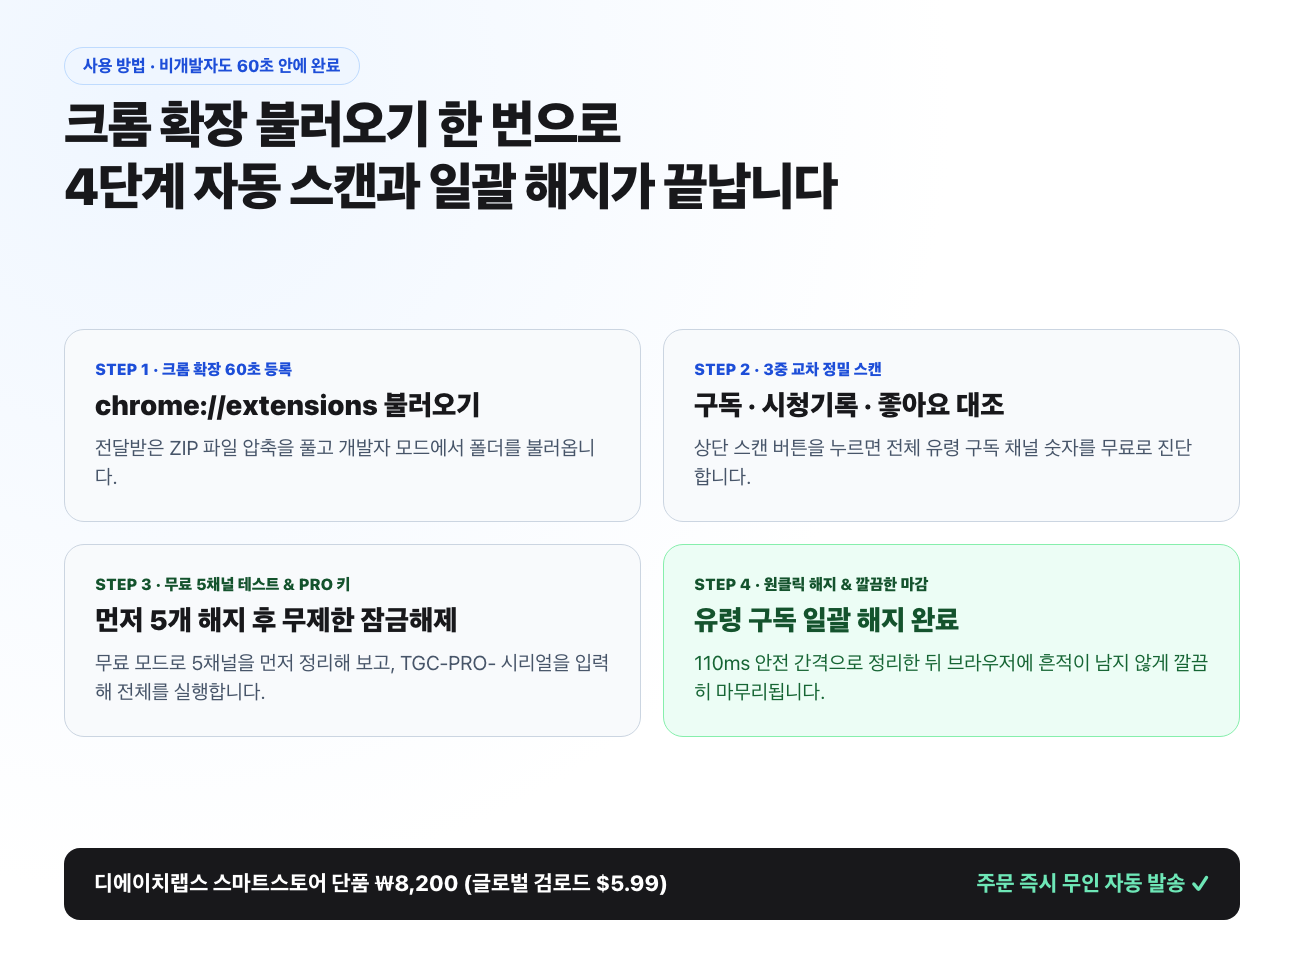 사용 방법 · 비개발자도 60초 안에 완료
크롬 확장 불러오기 한 번으로
4단계 자동 스캔과 일괄 해지가 끝납니다
STEP 1 · 크롬 확장 60초 등록
chrome://extensions 불러오기
전달받은 ZIP 파일 압축을 풀고 개발자 모드에서 폴더를 불러옵니
다.
STEP 2 · 3중 교차 정밀 스캔
구독 · 시청기록 · 좋아요 대조
상단 스캔 버튼을 누르면 전체 유령 구독 채널 숫자를 무료로 진단
합니다.
STEP 3 · 무료 5채널 테스트 & PRO 키
먼저 5개 해지 후 무제한 잠금해제
무료 모드로 5채널을 먼저 정리해 보고, TGC-PRO- 시리얼을 입력
해 전체를 실행합니다.
STEP 4 · 원클릭 해지 & 깔끔한 마감
유령 구독 일괄 해지 완료
110ms 안전 간격으로 정리한 뒤 브라우저에 흔적이 남지 않게 깔끔
히 마무리됩니다.
디에이치랩스 스마트스토어 단품 ₩8,200 (글로벌 검로드 $5.99)
주문 즉시 무인 자동 발송 ✓